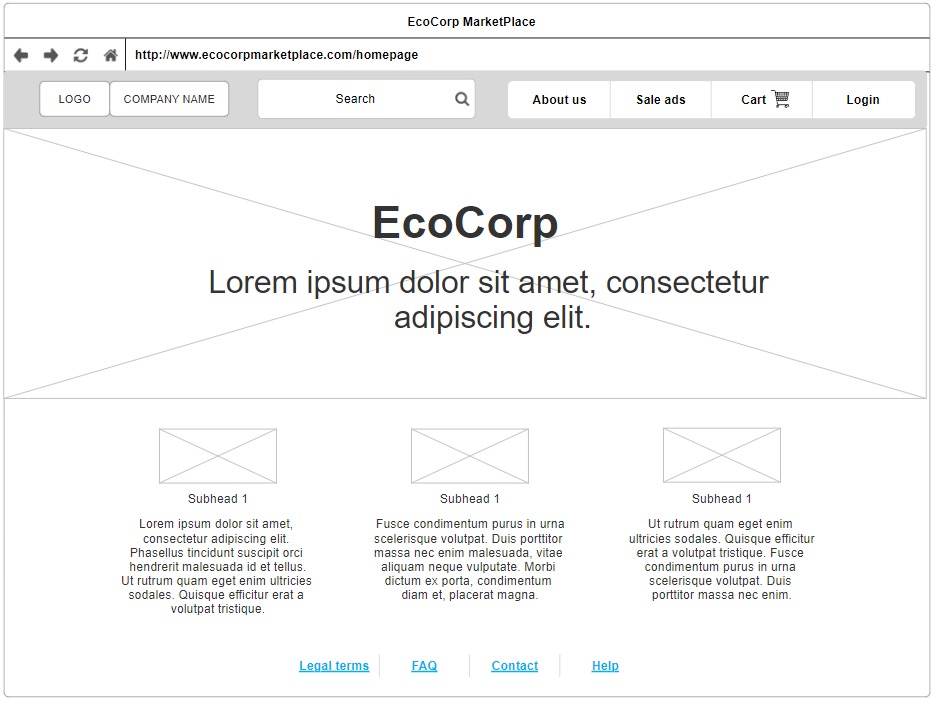 EcoCorp MarketPlace
http://www.ecocorpmarketplace.com/homepage
LOGO COMPANY NAME Search About us Sale ads Cart Login
EcoCorp
Lorem ipsum dolor sit amet, consectetur
adipiscing elit.
Subhead 1
Lorem ipsum dolor sit amet,
consectetur adipiscing elit.
Phasellus tincidunt suscipit orci
hendrerit malesuada id et tellus.
Ut rutrum quam eget enim ultricies
sodales. Quisque efficitur erat a
volutpat tristique.
Subhead 1
Fusce condimentum purus in urna
scelerisque volutpat. Duis porttitor
massa nec enim malesuada, vitae
aliquam neque vulputate. Morbi
dictum ex porta, condimentum
diam et, placerat magna.
Subhead 1
Ut rutrum quam eget enim
ultricies sodales. Quisque efficitur
erat a volutpat tristique. Fusce
condimentum purus in urna
scelerisque volutpat. Duis
porttitor massa nec enim.
Legal terms FAQ Contact Help